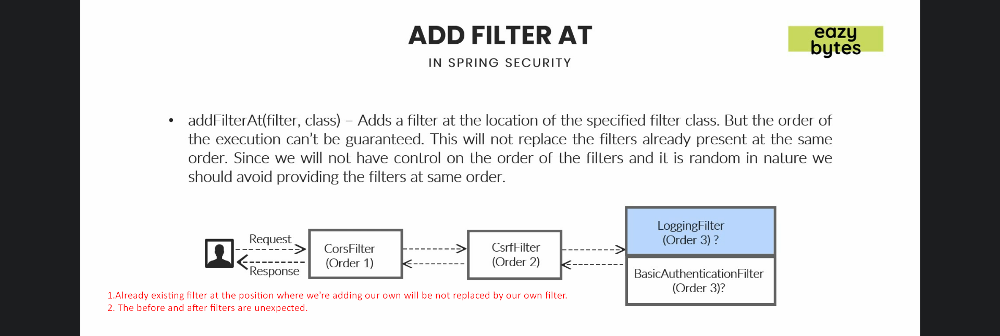 ADD FILTER AT
IN SPRING SECURITY
eazy
bytes
• addFilterAt(filter, class) – Adds a filter at the location of the specified filter class. But the order of
the execution can't be guaranteed. This will not replace the filters already present at the same
order. Since we will not have control on the order of the filters and it is random in nature we
should avoid providing the filters at same order.
Request
Response
CorsFilter
(Order 1)
CsrfFilter
(Order 2)
LoggingFilter
(Order 3) ?
BasicAuthenticationFilter
(Order 3)?
1.Already existing filter at the position where we're adding our own will be not replaced by our own filter.
2. The before and after filters are unexpected.